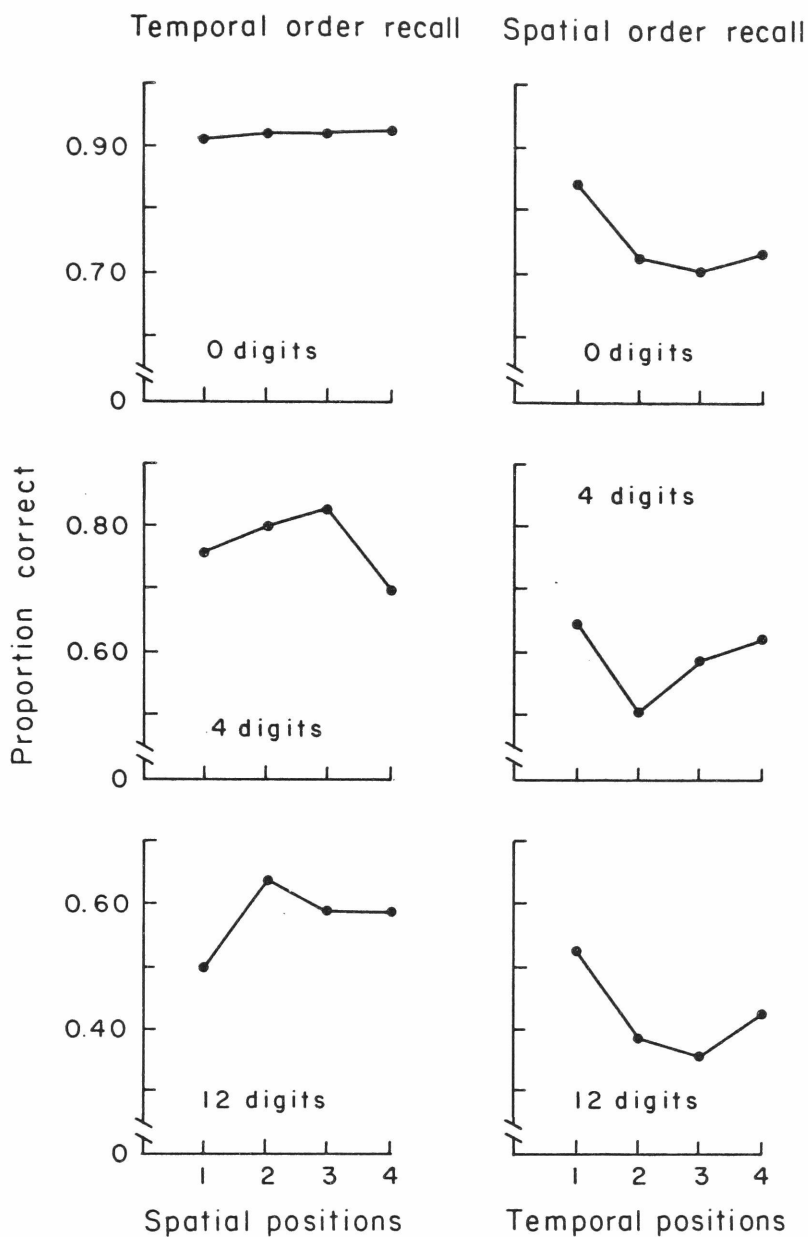 Temporal order recall
Spatial order recall
Proportion correct
0.90
0.70
0
0 digits
0 digits
0.80
0.60
0
4 digits
4 digits
0.60
0.40
0
12 digits
12 digits
1 2 3 4
1 2 3 4
Spatial positions
Temporal positions